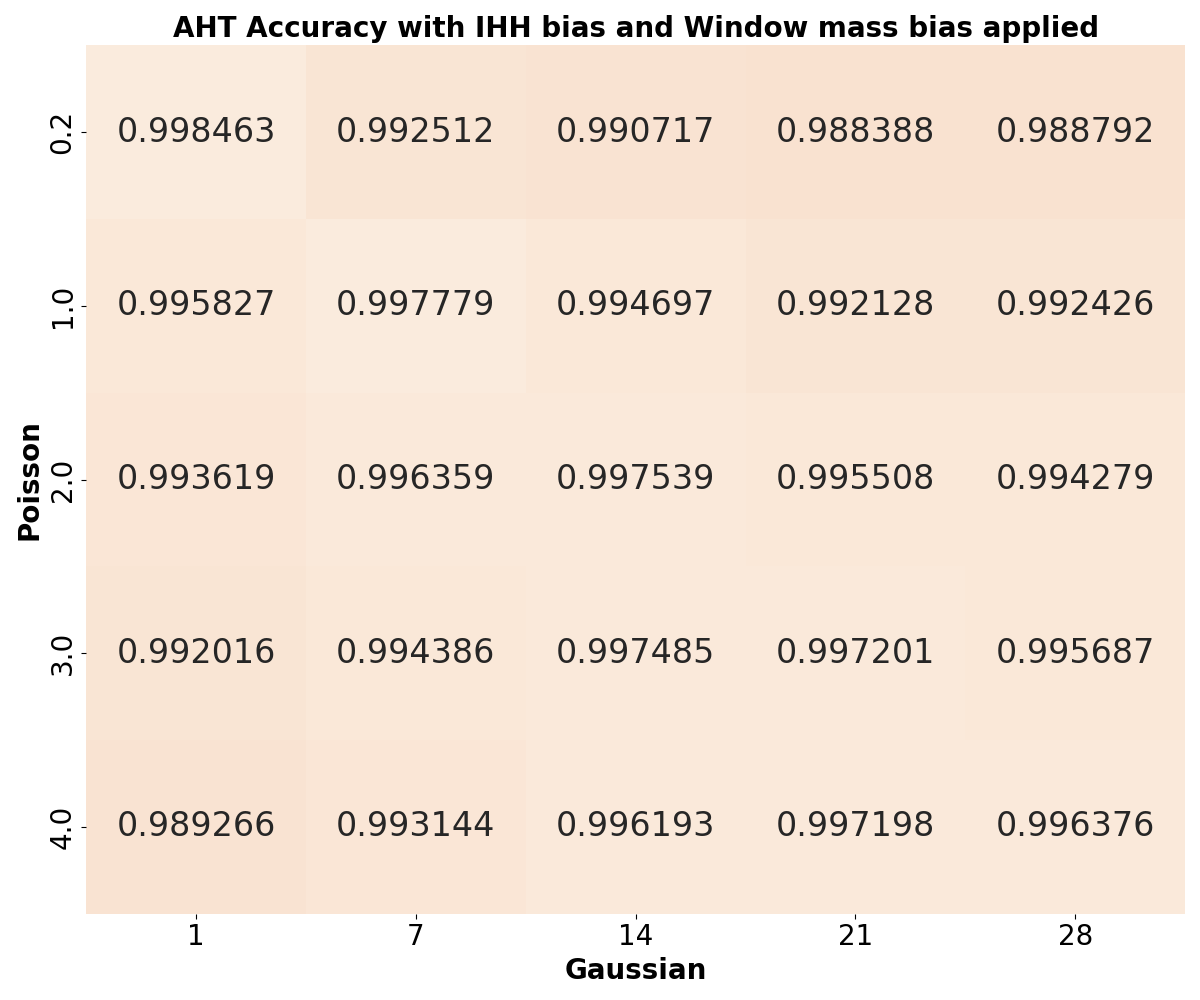 AHT Accuracy with IHH bias and Window mass bias applied
0.2 0.998463 0.992512 0.990717 0.988388 0.988792
1.0 0.995827 0.997779 0.994697 0.992128 0.992426
2.0 0.993619 0.996359 0.997539 0.995508 0.994279
3.0 0.992016 0.994386 0.997485 0.997201 0.995687
4.0 0.989266 0.993144 0.996193 0.997198 0.996376
Poisson
1 7 14 21 28
Gaussian